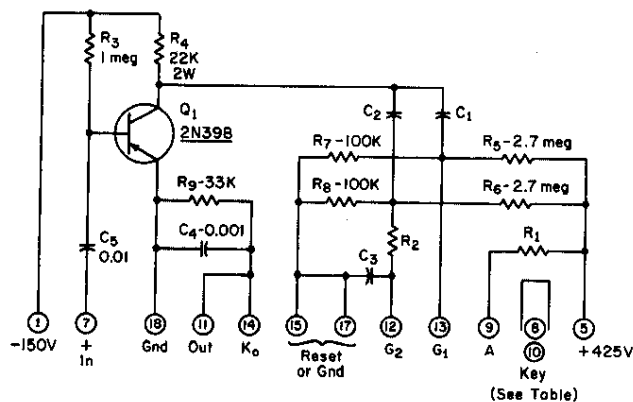 R3
1 meg
R4
22K
2W
Q1
2N398
C2
C1
R7-100K
R5-2.7 meg
R8-100K
R6-2.7 meg
R9-33K
C4-0.001
C5
0.01
R2
C3
R1
1
7
18
11
14
15
17
12
13
9
8
10
5
-150V
+
In
Gnd
Out
Ko
Reset
or Gnd
G2
G1
A
Key
(See Table)
+425V